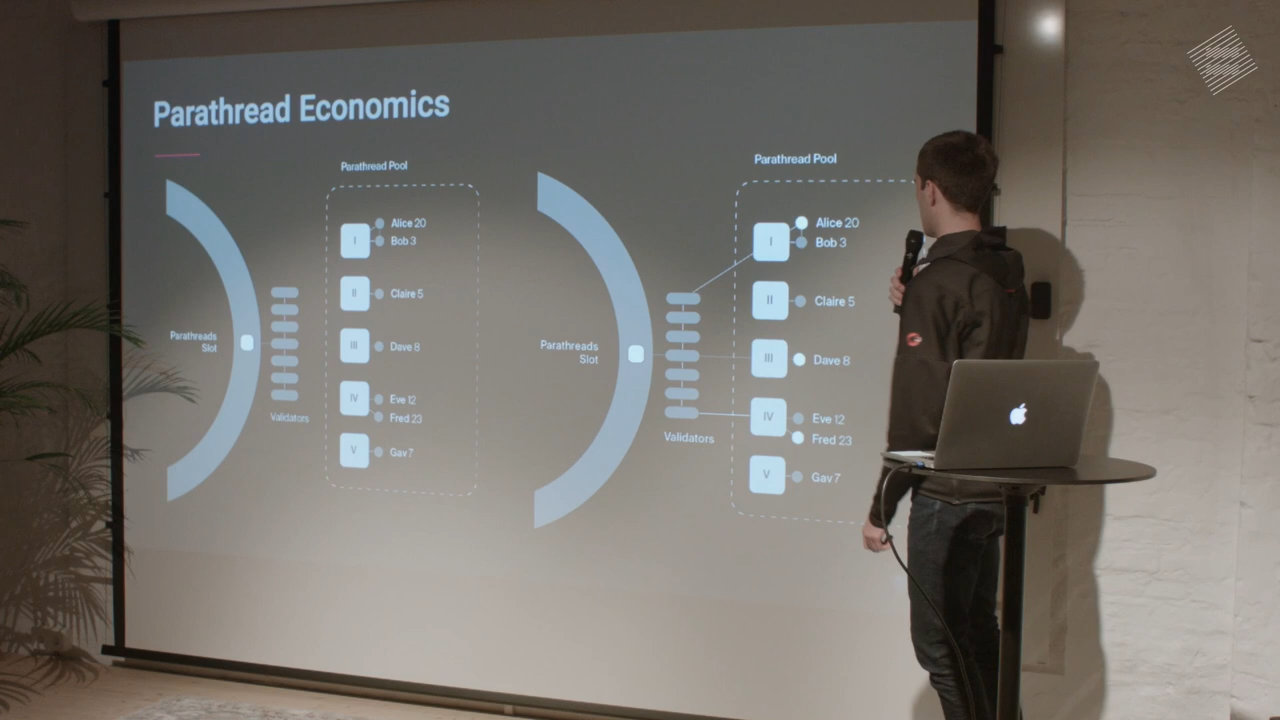 Parathread Economics
Parathread Pool
I
Alice 20
Bob 3
II
Claire 5
III
Dave 8
IV
Eve 12
Fred 23
V
Gav 7
Parathreads
Slot
Validators
Parathread Pool
I
Alice 20
Bob 3
II
Claire 5
III
Dave 8
IV
Eve 12
Fred 23
V
Gav 7
Parathreads
Slot
Validators